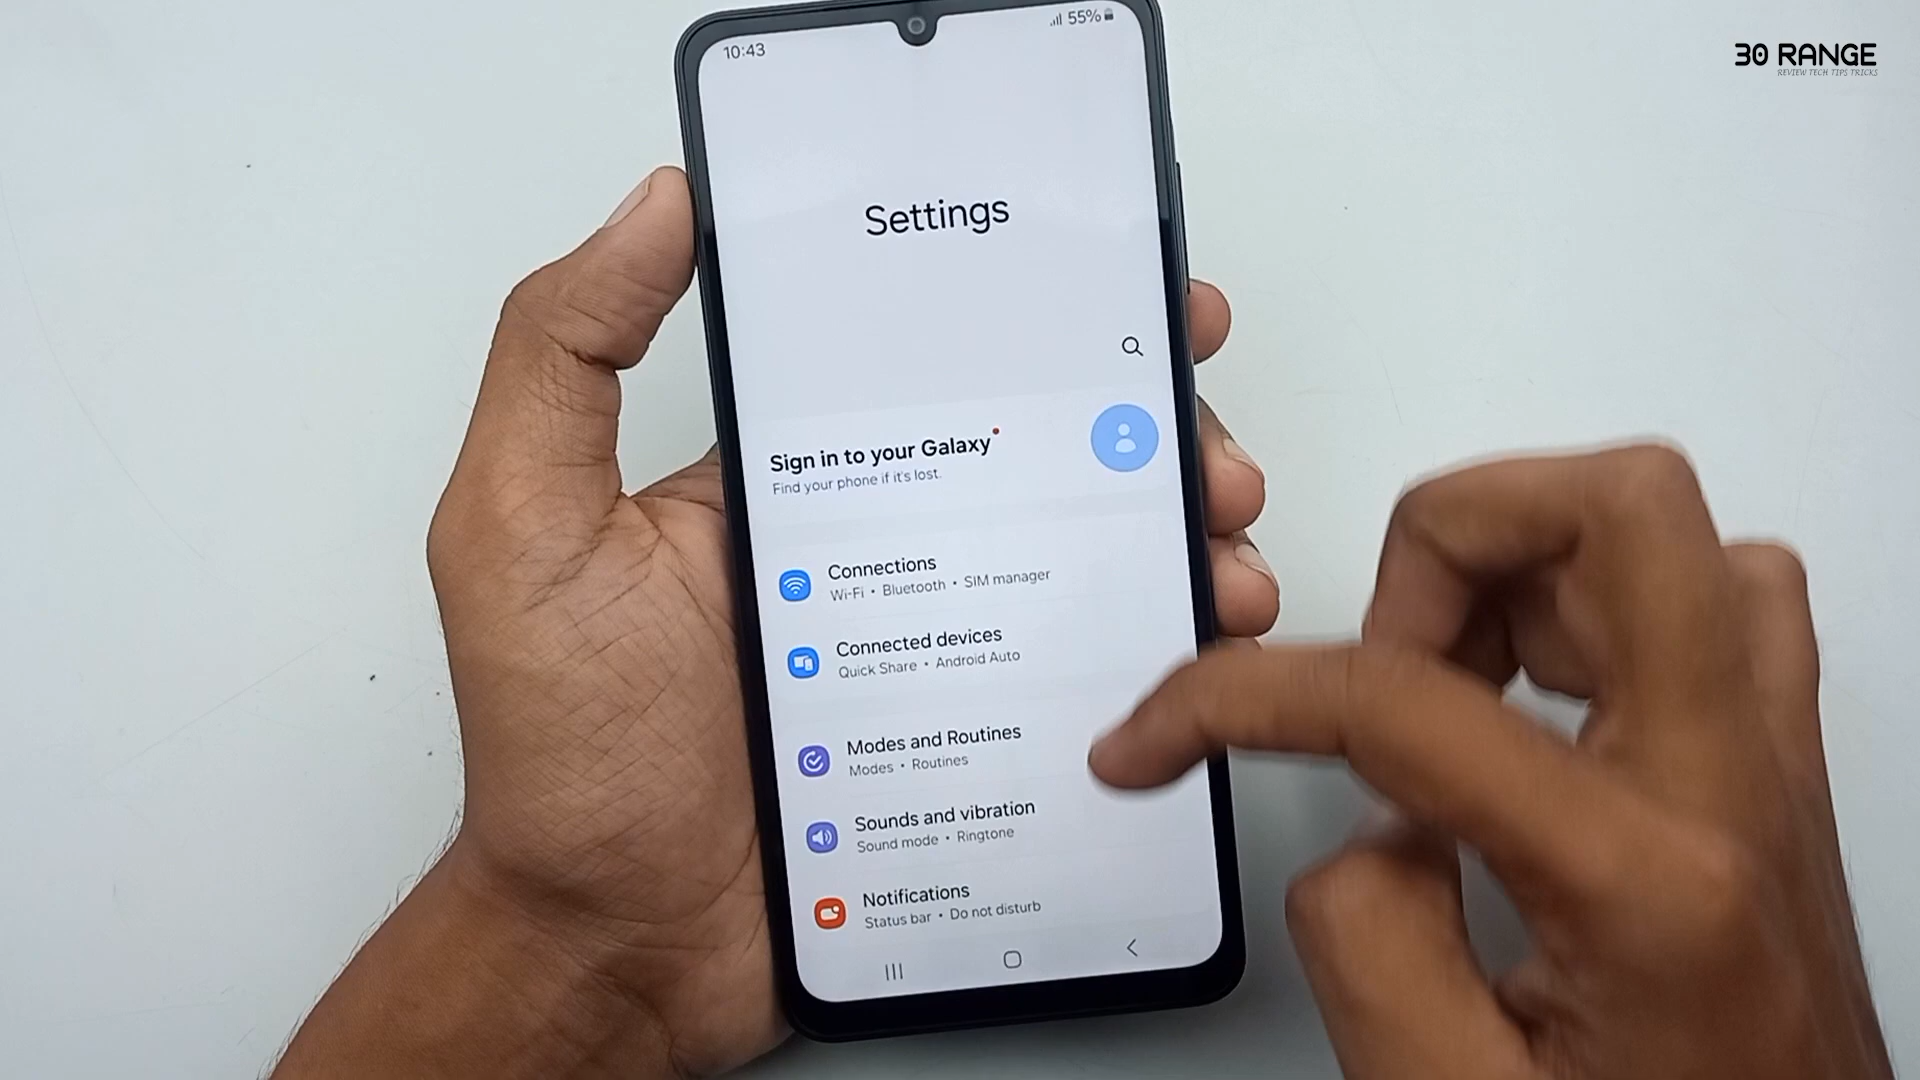 10:43
55%
30 RANGE
REVIEW TECH TIPS TRICKS
Settings
Sign in to your Galaxy
Find your phone if it's lost.
Connections
Wi-Fi • Bluetooth • SIM manager
Connected devices
Quick Share • Android Auto
Modes and Routines
Modes • Routines
Sounds and vibration
Sound mode • Ringtone
Notifications
Status bar • Do not disturb